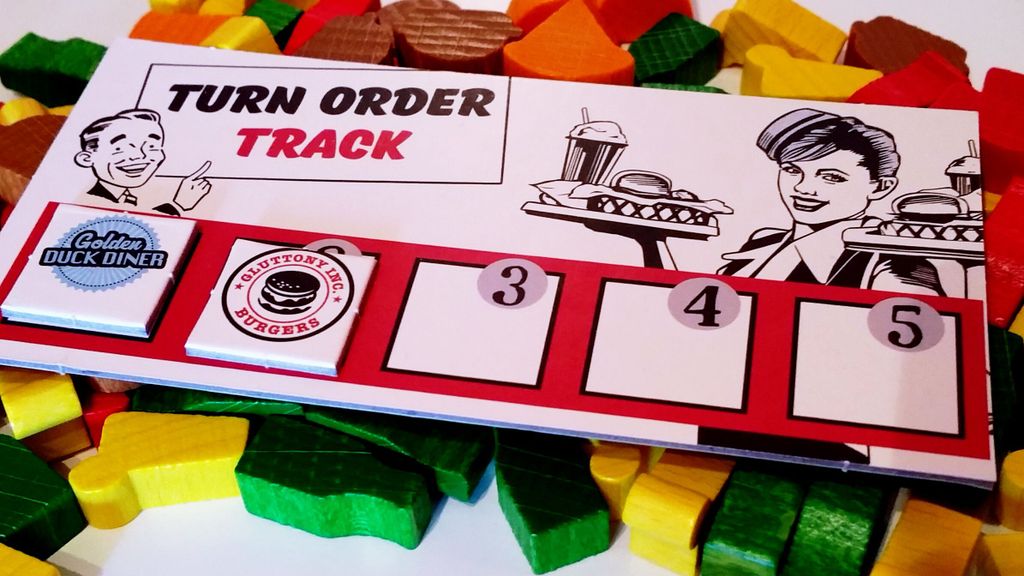 TURN ORDER
TRACK
Golden
DUCK DINER
GLUTTONY INC.
BURGERS
3
4
5